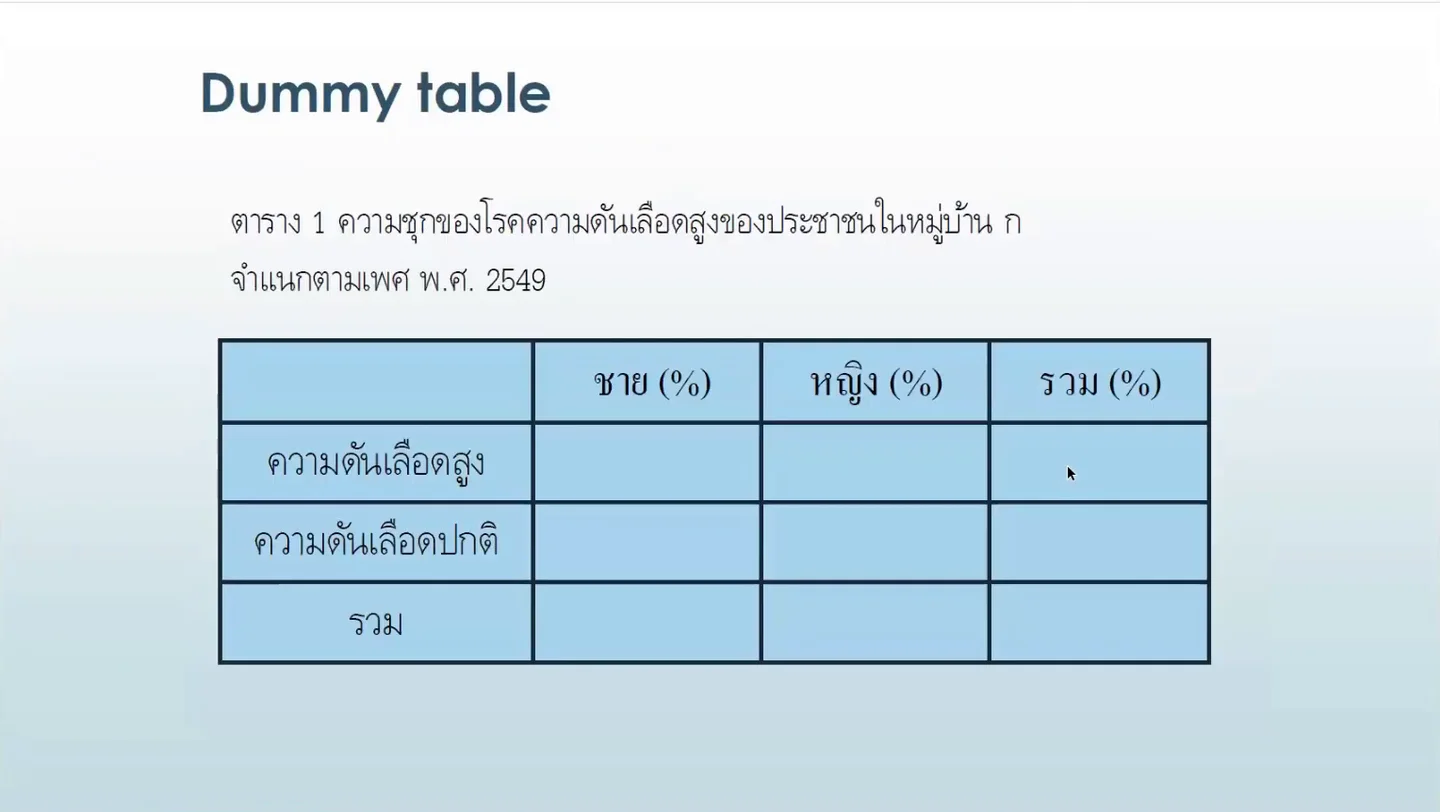 Dummy table
ตาราง 1 ความชุกของโรคความดันเลือดสูงของประชาชนในหมู่บ้าน ก
จำแนกตามเพศ พ.ศ. 2549
ชาย (%) หญิง (%) รวม (%)
ความดันเลือดสูง
ความดันเลือดปกติ
รวม